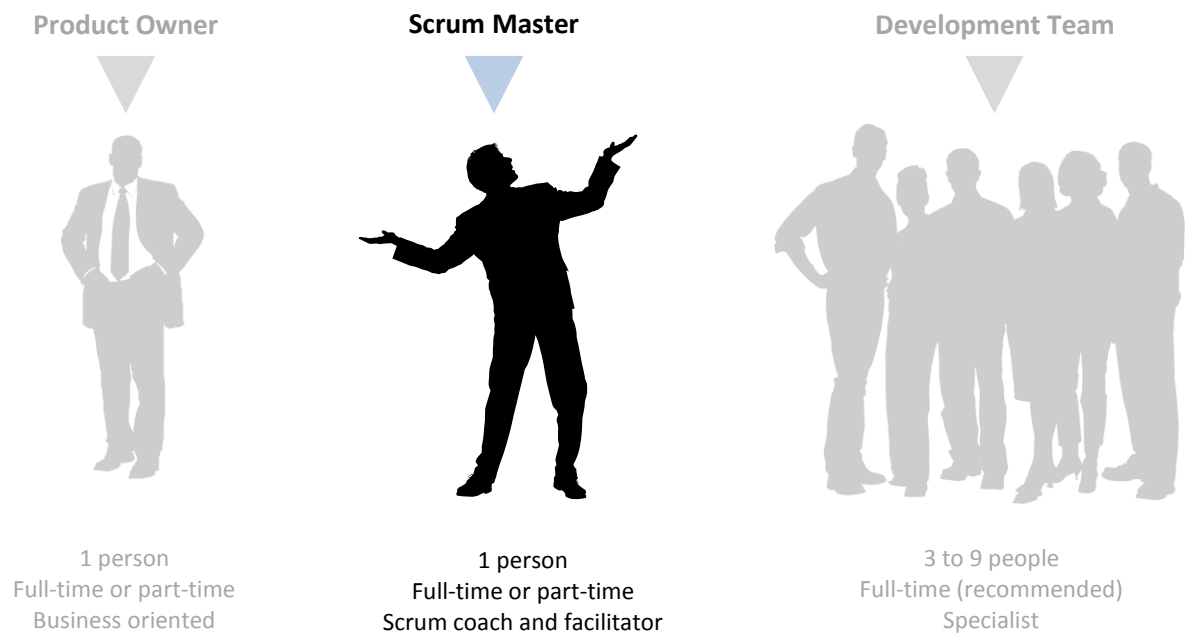 Product Owner
Scrum Master
Development Team
1 person
Full-time or part-time
Business oriented
1 person
Full-time or part-time
Scrum coach and facilitator
3 to 9 people
Full-time (recommended)
Specialist